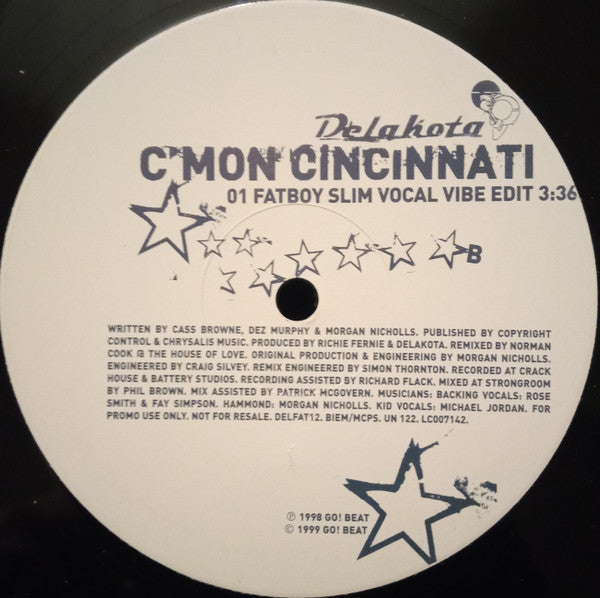 Delakota
C'MON CINCINNATI
01 FATBOY SLIM VOCAL VIBE EDIT 3:36
B
WRITTEN BY CASS BROWNE, DEZ MURPHY & MORGAN NICHOLLS. PUBLISHED BY COPYRIGHT
CONTROL & CHRYSALIS MUSIC. PRODUCED BY RICHIE FERNIE & DELAKOTA. REMIXED BY NORMAN
COOK @ THE HOUSE OF LOVE. ORIGINAL PRODUCTION & ENGINEERING BY MORGAN NICHOLLS.
ENGINEERED BY CRAIG SILVEY. REMIX ENGINEERED BY SIMON THORNTON. RECORDED AT CRACK
HOUSE & BATTERY STUDIOS. RECORDING ASSISTED BY RICHARD FLACK. MIXED AT STRONGROOM
BY PHIL BROWN. MIX ASSISTED BY PATRICK MCGOVERN. MUSICIANS: BACKING VOCALS: ROSE
SMITH & FAY SIMPSON. HAMMOND: MORGAN NICHOLLS. KID VOCALS: MICHAEL JORDAN. FOR
PROMO USE ONLY. NOT FOR RESALE. DELFAT12. BIEM/MCPS. UN 122. LC007142.
℗ 1998 GO! BEAT
© 1999 GO! BEAT